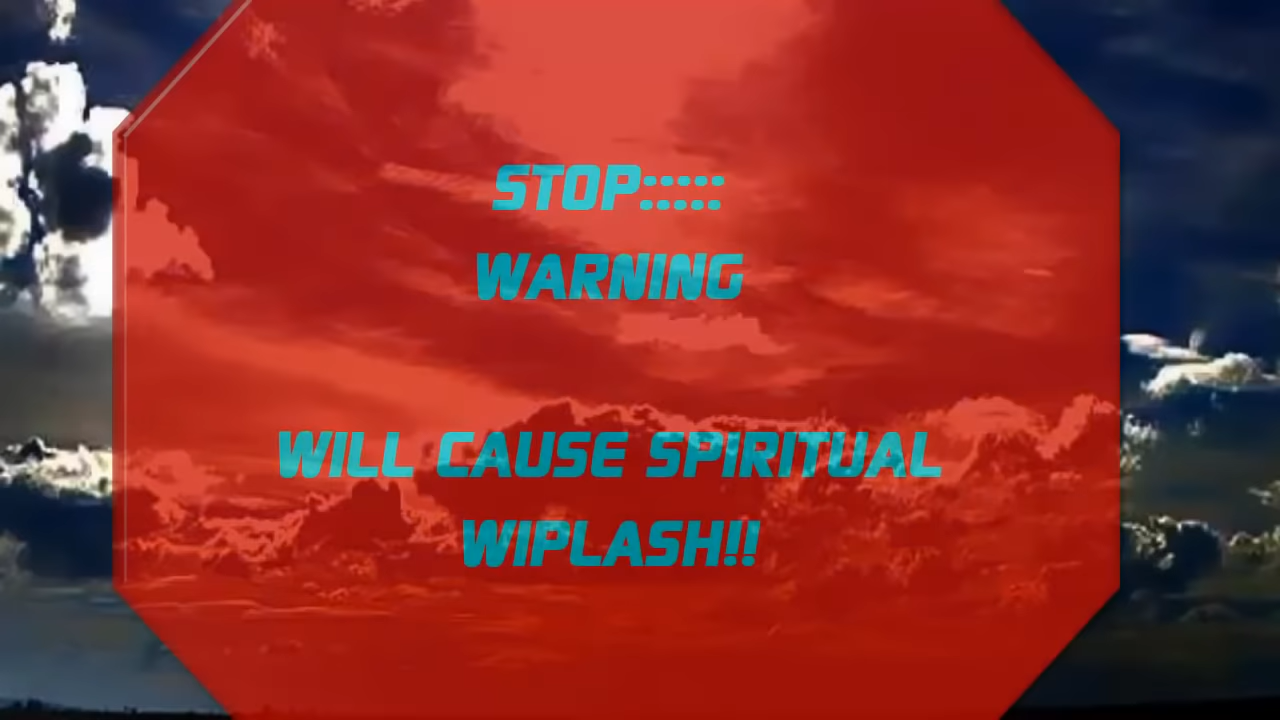 STOP:::::
WARNING
WILL CAUSE SPIRITUAL
WIPLASH!!